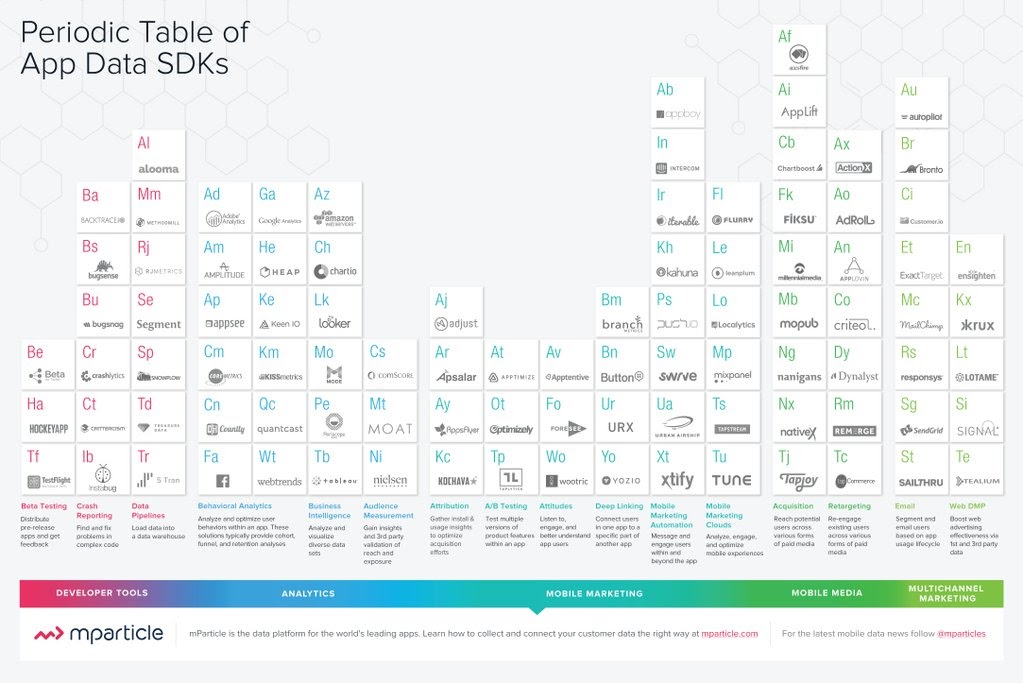 Periodic Table of
App Data SDKs
Af
Ab
appboy
Ai
AppLift
Au
autopilot
Al
alooma
In
INTERCOM
Cb
Chartboost
Ax
ActionX
Br
Bronto
Ba
BACKTRACE I/O
Mm
METHODMILL
Ad
Adobe Analytics
Ga
Google Analytics
Az
amazon
web services
Ir
iterable
Fl
FLURRY
Fk
FIKSU
Ao
AdRoll
Ci
Customer.io
Bs
bugsense
Rj
RJMETRICS
Am
AMPLITUDE
He
HEAP
Ch
chartio
Kh
kahuna
Le
leanplum
Mi
millennialmedia
An
APPLOVIN
Et
ExactTarget
En
ensighten
Bu
bugsnag
Se
Segment
Ap
appsee
Ke
Keen IO
Lk
looker
Aj
adjust
Bm
branch
METRICS
Ps
push.io
Lo
Localytics
Mb
mopub
Co
criteo
Mc
MailChimp
Kx
krux
Be
Beta
Cr
crashlytics
Sp
SNOWPLOW
Cm
COREMETRICS
Km
KISSmetrics
Mo
MODE
Cs
comSCORE
Ar
Apsalar
At
APPTIMIZE
Av
Apptentive
Bn
Button
Sw
swrve
Mp
mixpanel
Ng
nanigans
Dy
Dynalyst
Rs
responsys
Lt
LOTAME
Ha
HOCKEYAPP
Ct
CRITTERCISM
Td
TREASURE
DATA
Cn
Countly
Qc
quantcast
Pe
Periscope
Mt
MOAT
Ay
AppsFlyer
Ot
Optimizely
Fo
FORESEE
Ur
URX
Ua
URBAN AIRSHIP
Ts
TAPSTREAM
Nx
nativeX
Rm
REMERGE
Sg
SendGrid
Si
SIGNAL
Tf
TestFlight
Ib
Instabug
Tr
Fa
Wt
webtrends
Tb
tableau
Ni
nielsen
Kc
KOCHAVA
Tp
TAPLYTICS
Wo
wootric
Yo
YOZIO
Xt
xtify
Tu
TUNE
Tj
Tapjoy
Tc
Commerce
St
SAILTHRU
Te
TEALIUM
Beta Testing
Distribute
pre-release
apps and get
feedback
Crash
Reporting
Find and fix
problems in
complex code
Data
Pipelines
Load data into
a data warehouse
Behavioral Analytics
Analyze and optimize user
behaviors within an app. These
solutions typically provide cohort,
funnel, and retention analyses
Business
Intelligence
Analyze and
visualize
diverse data
sets
Audience
Measurement
Gain insights
and 3rd party
validation of
reach and
exposure
Attribution
Gather install &
usage insights
to optimize
acquisition
efforts
A/B Testing
Test multiple
versions of
product features
within an app
Attitudes
Listen to,
engage, and
better understand
app users
Deep Linking
Connect users
in one app to a
specific part of
another app
Mobile
Marketing
Automation
Message and
engage users
within and
beyond the app
Mobile
Marketing
Clouds
Analyze, engage,
and optimize
mobile experiences
Acquisition
Reach potential
users across
various forms
of paid media
Retargeting
Re-engage
existing users
across various
forms of paid
media
Email
Segment and
email users
based on app
usage lifecycle
Web DMP
Boost web
advertising
effectiveness via
1st and 3rd party
data
DEVELOPER TOOLS
ANALYTICS
MOBILE MARKETING
MOBILE MEDIA
MULTICHANNEL
MARKETING
mparticle
mParticle is the data platform for the world's leading apps. Learn how to collect and connect your customer data the right way at mparticle.com
For the latest mobile data news follow @mparticles